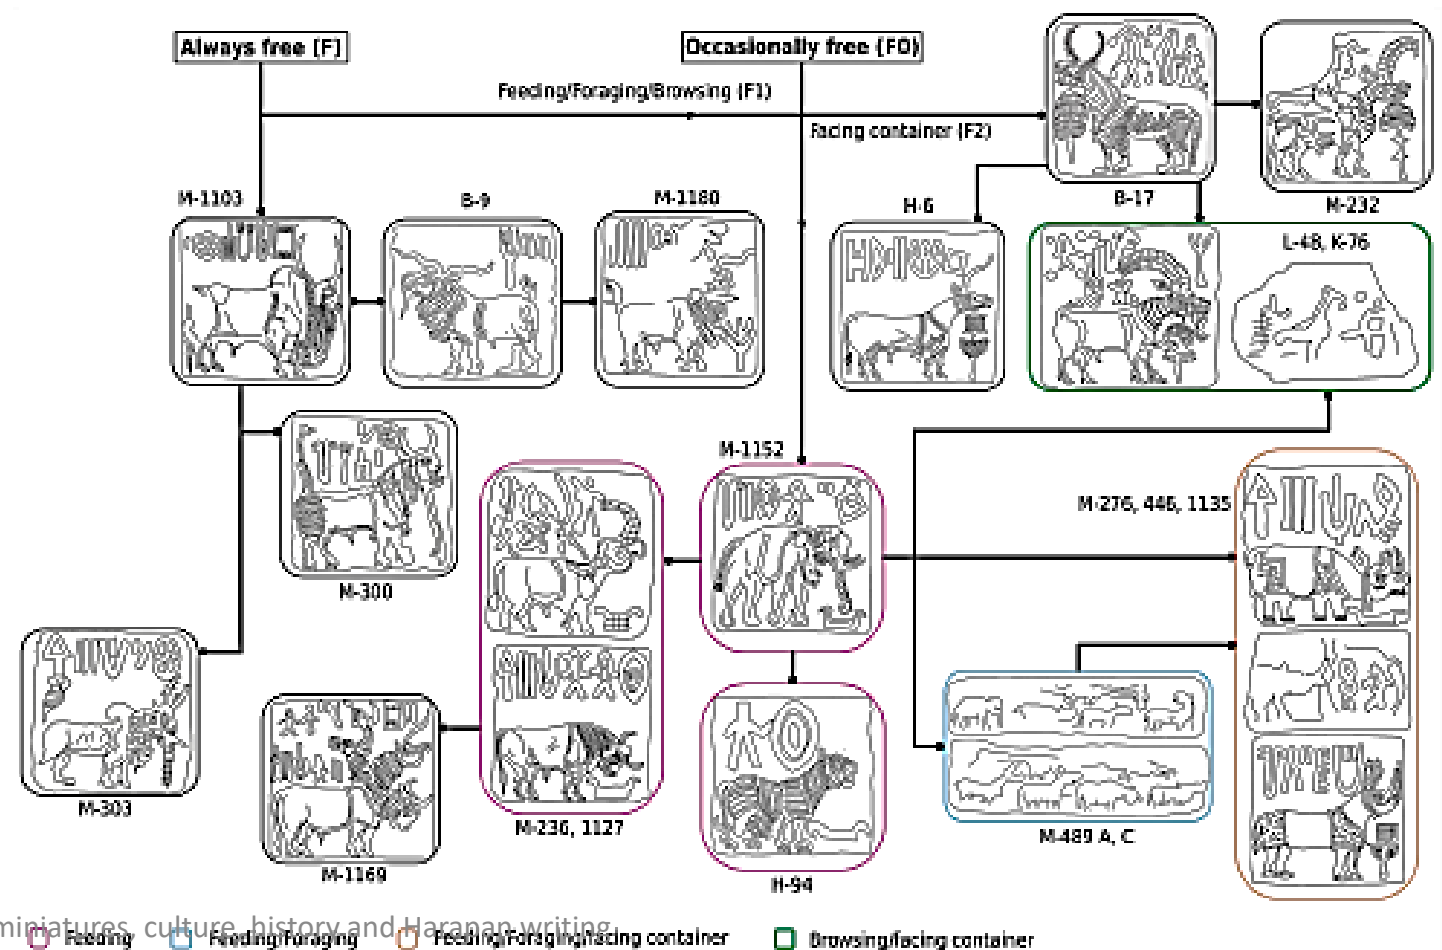 Always free (F)
Occasionally free (FO)
Feeding/Foraging/Browsing (F1)
Facing container (F2)
M-1103
B-9
M-1180
H-6
B-17
M-232
L-48, K-76
M-1152
M-276, 446, 1135
M-300
M-303
M-1169
M-236, 1127
H-94
M-489 A, C
miniatures, culture, history and Harapan writing
Feeding
Feeding/Foraging
Feeding/Foraging/facing container
Browsing/facing container